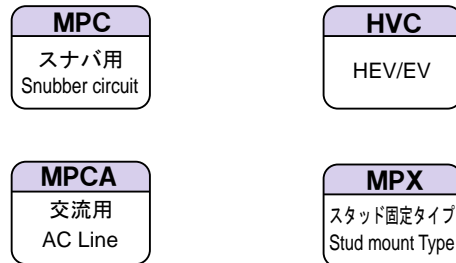 MPC
スナバ用
Snubber circuit
HVC
HEV/EV
MPCA
交流用
AC Line
MPX
スタッド固定タイプ
Stud mount Type